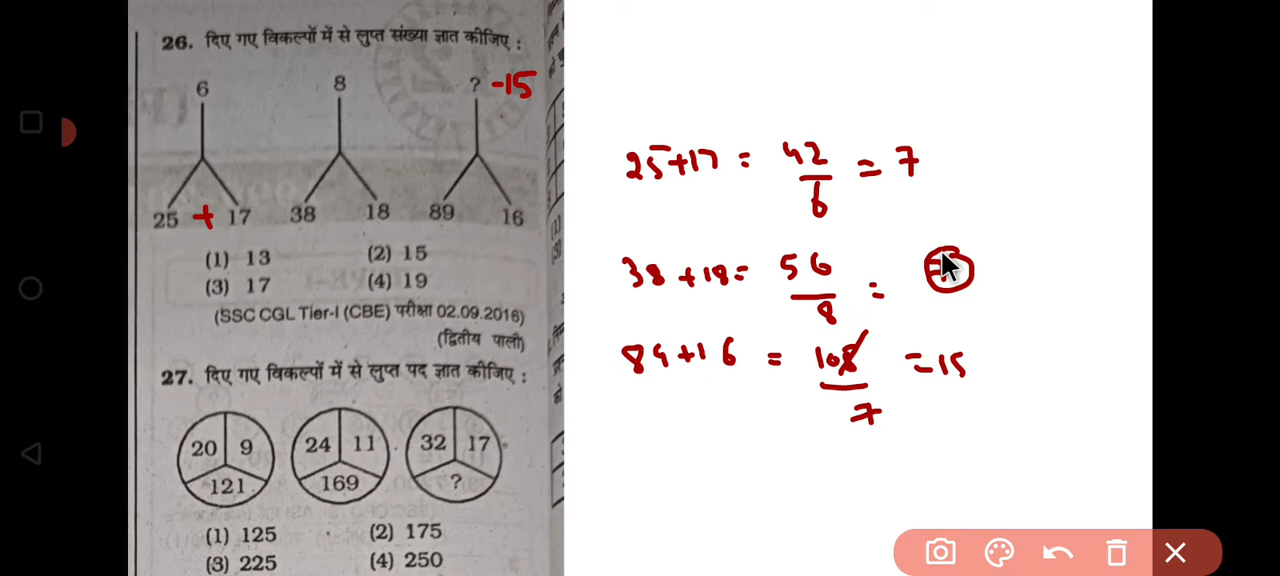 26. दिए गए विकल्पों में से लुप्त संख्या ज्ञात कीजिए :
6 8 ? -15
25 + 17 38 18 89 16
(1) 13 (2) 15
(3) 17 (4) 19
(SSC CGL Tier-I (CBE) परीक्षा 02.09.2016)
(द्वितीय पाली)
27. दिए गए विकल्पों में से लुप्त पद ज्ञात कीजिए :
20 9 24 11 32 17
121 169 ?
(1) 125 (2) 175
(3) 225 (4) 250
25+17 = 42/6 = 7
38+18= 56/8 =
89+16 = 105/7 =15